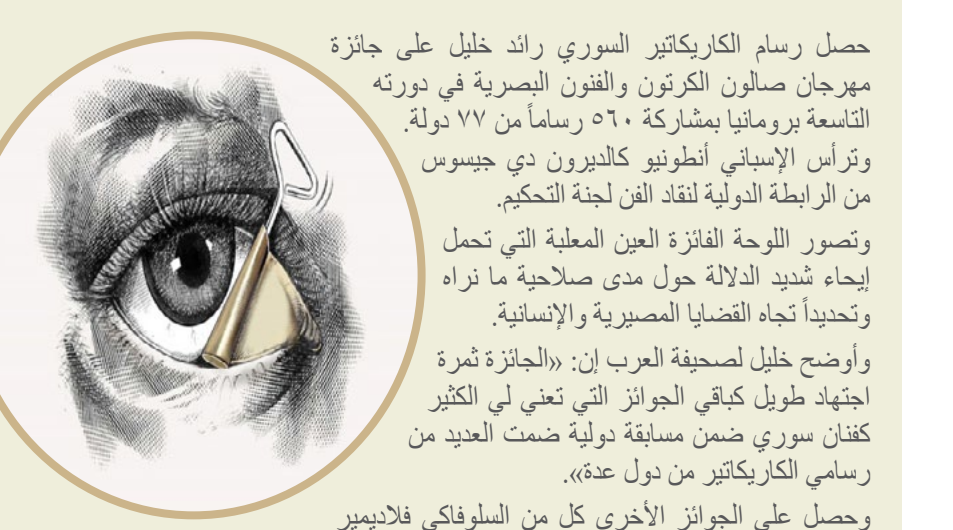 حصل رسام الكاريكاتير السوري رائد خليل على جائزة
مهرجان صالون الكرتون والفنون البصرية في دورته
التاسعة برومانيا بمشاركة ٥٦٠ رساماً من ٧٧ دولة.
وترأس الإسباني أنطونيو كالديرون دي جيسوس
من الرابطة الدولية لنقاد الفن لجنة التحكيم.
وتصور اللوحة الفائزة العين المعلبة التي تحمل
إيحاء شديد الدلالة حول مدى صلاحية ما نراه
وتحديداً تجاه القضايا المصيرية والإنسانية.
وأوضح خليل لصحيفة العرب إن: «الجائزة ثمرة
اجتهاد طويل كباقي الجوائز التي تعني لي الكثير
كفنان سوري ضمن مسابقة دولية ضمت العديد من
رسامي الكاريكاتير من دول عدة».
وحصل على الجوائز الأخرى كل من السلوفاكي فلاديمير